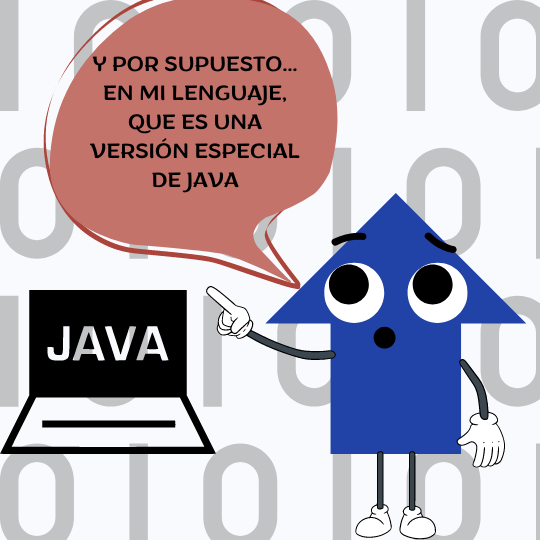 Y POR SUPUESTO...
EN MI LENGUAJE,
QUE ES UNA
VERSIÓN ESPECIAL
DE JAVA
JAVA